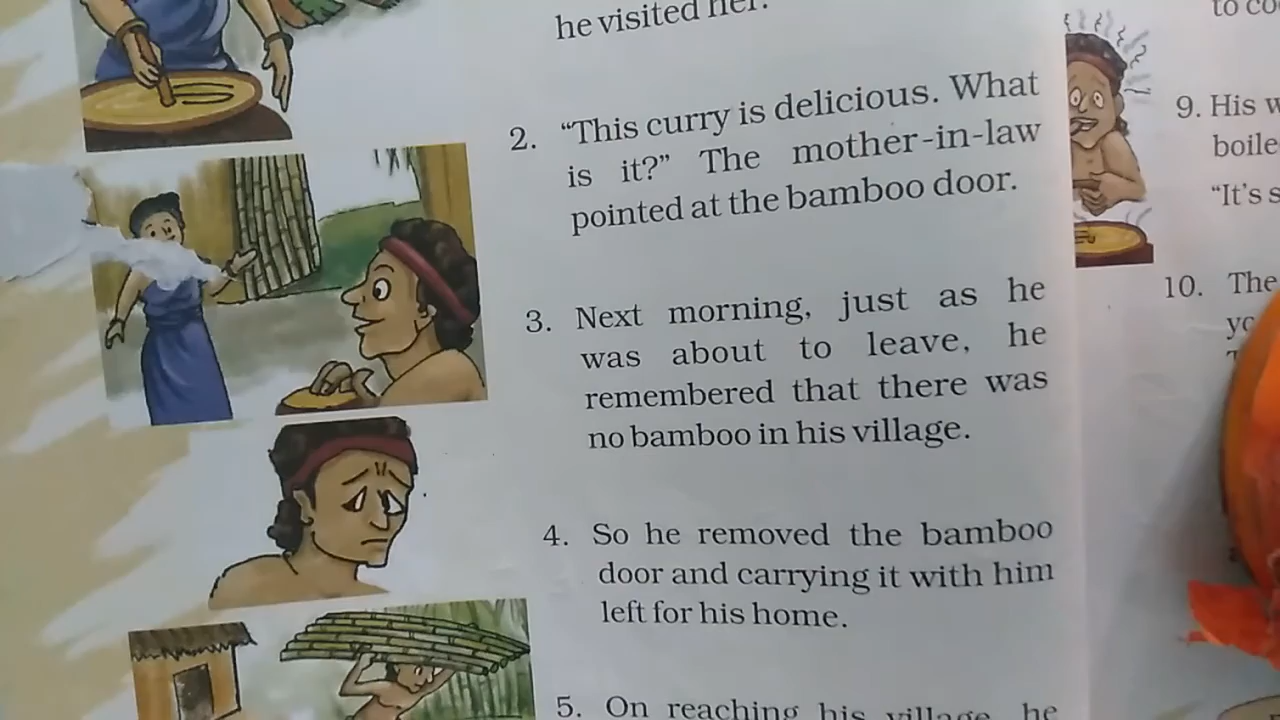 he visited her.
2. “This curry is delicious. What
is it?” The mother-in-law
pointed at the bamboo door.
3. Next morning, just as he
was about to leave, he
remembered that there was
no bamboo in his village.
4. So he removed the bamboo
door and carrying it with him
left for his home.
5. On reaching his village, he
to co
9. His w
boile
“It’s s
10. The
yo